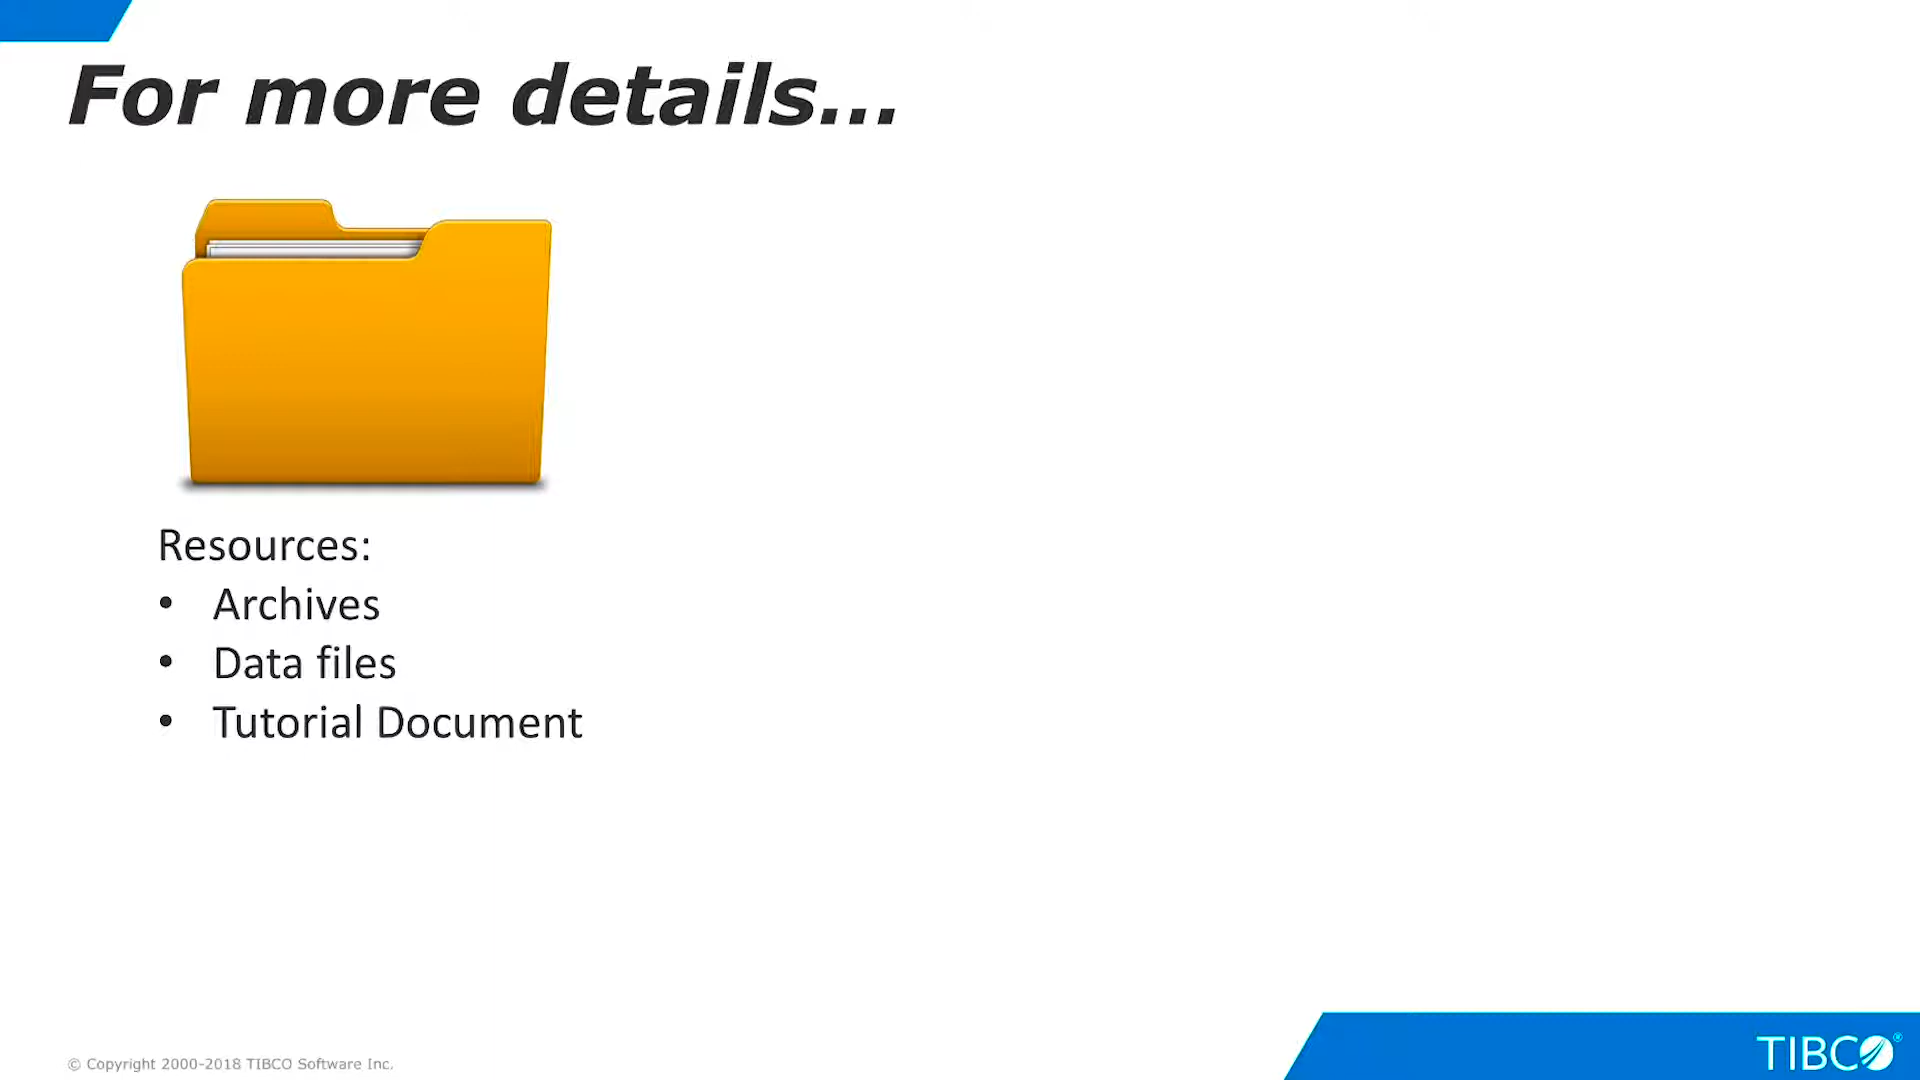 For more details...
Resources:
• Archives
• Data files
• Tutorial Document
© Copyright 2000-2018 TIBCO Software Inc.
TIBCO®